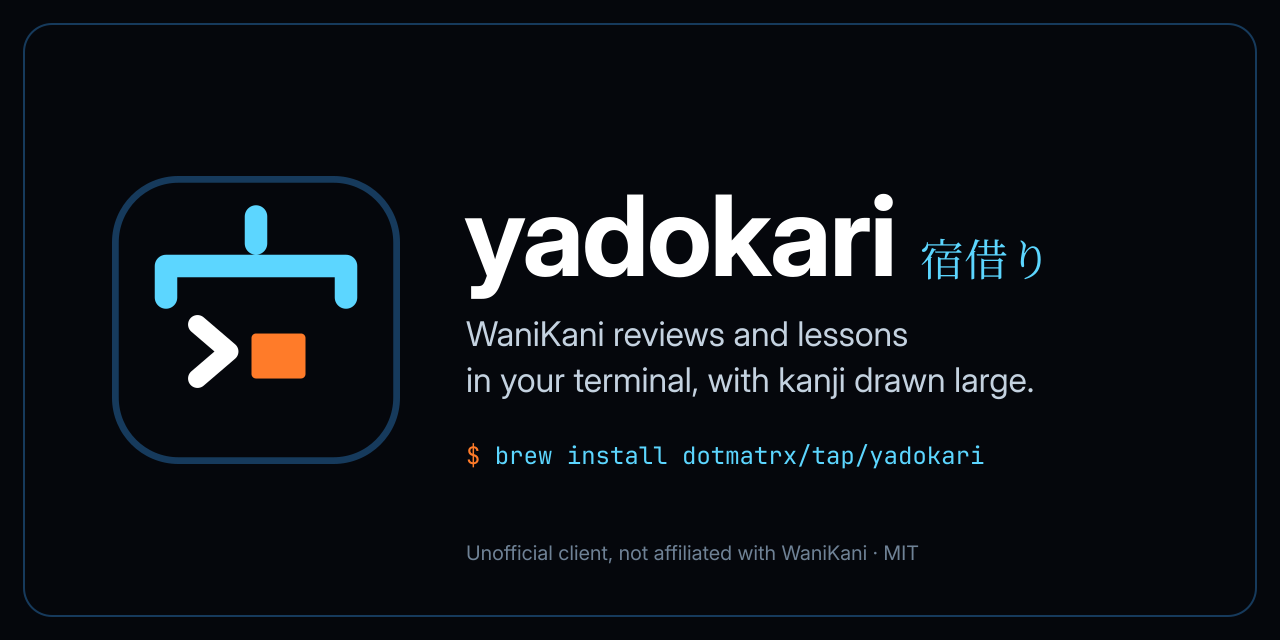 yadokari 宿借り
WaniKani reviews and lessons
in your terminal, with kanji drawn large.
$ brew install dotmatrx/tap/yadokari
Unofficial client, not affiliated with WaniKani · MIT